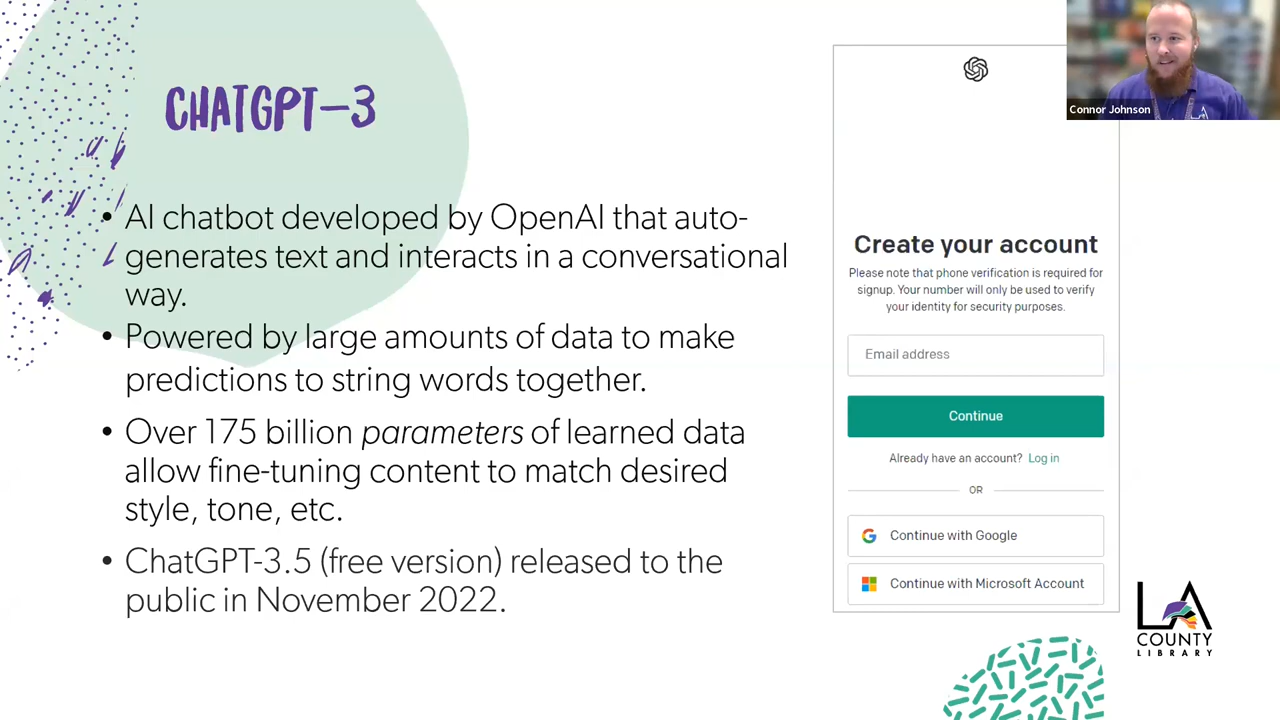 CHATGPT-3
• AI chatbot developed by OpenAI that auto-
generates text and interacts in a conversational
way.
• Powered by large amounts of data to make
predictions to string words together.
• Over 175 billion parameters of learned data
allow fine-tuning content to match desired
style, tone, etc.
• ChatGPT-3.5 (free version) released to the
public in November 2022.
Create your account
Please note that phone verification is required for
signup. Your number will only be used to verify
your identity for security purposes.
Email address
Continue
Already have an account? Log in
OR
Continue with Google
Continue with Microsoft Account
Connor Johnson
LA
COUNTY
LIBRARY